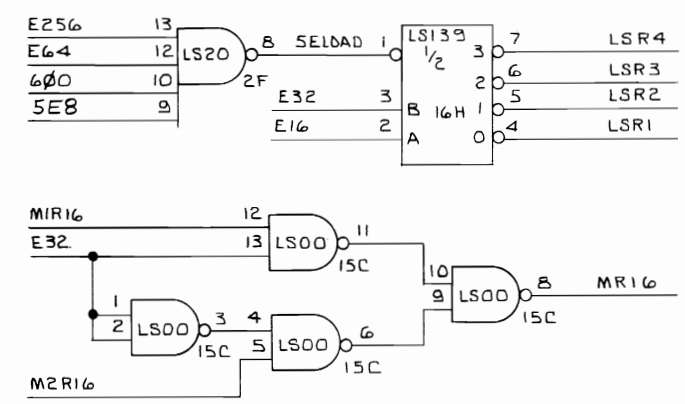 E256 13
E64 12
6Ø0 10
5E8 9
LS20
8
2F
SELDAD
1
LS139
1/2
16H
E32 3 B
E16 2 A
3 7 LSR4
2 6 LSR3
1 5 LSR2
0 4 LSR1
M1R16 12
E32 13
LS00
11
15C
1
2
LS00
3
15C
4
5
LS00
6
15C
M2R16
10
9
LS00
8
15C
MR16